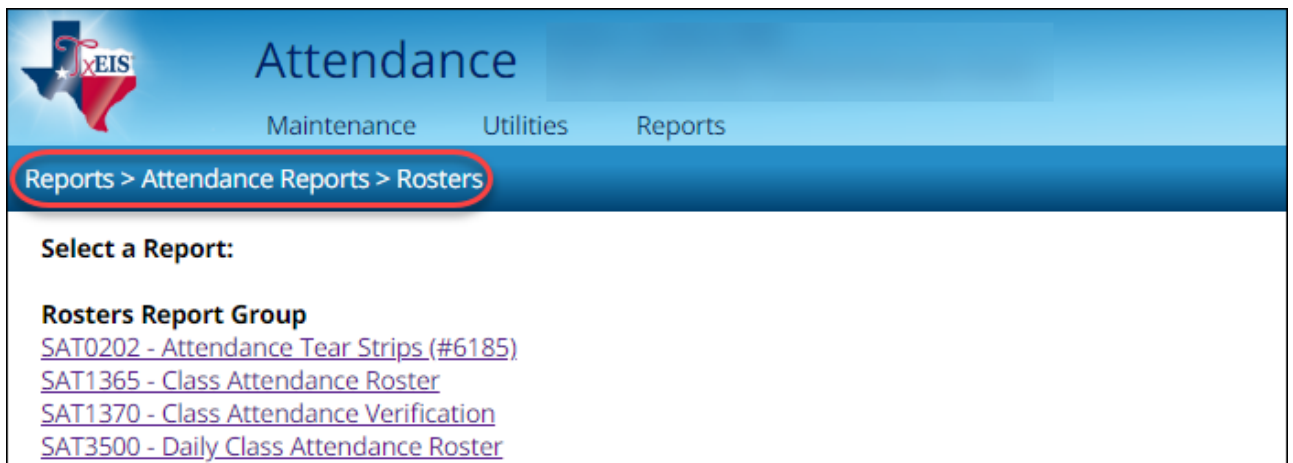 TxEIS
Attendance
Maintenance Utilities Reports
Reports > Attendance Reports > Rosters
Select a Report:
Rosters Report Group
SAT0202 - Attendance Tear Strips (#6185)
SAT1365 - Class Attendance Roster
SAT1370 - Class Attendance Verification
SAT3500 - Daily Class Attendance Roster